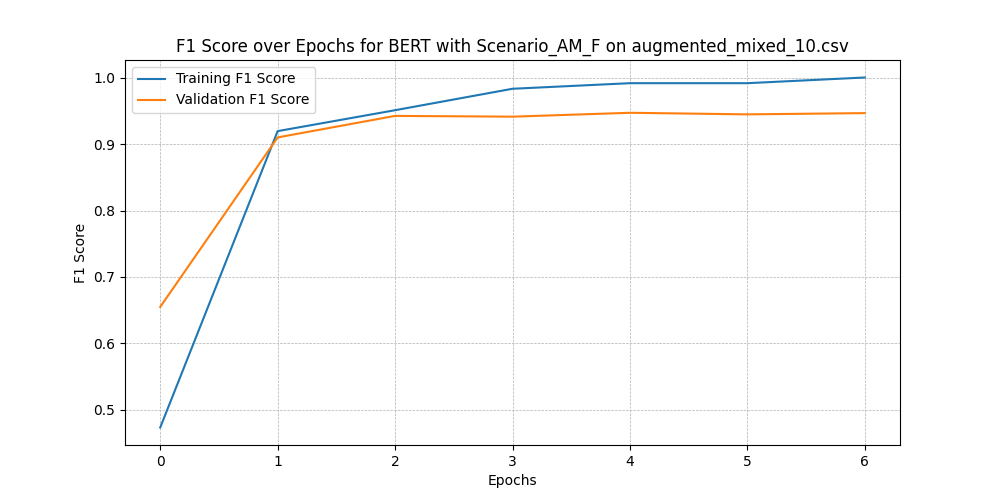 F1 Score over Epochs for BERT with Scenario_AM_F on augmented_mixed_10.csv
Training F1 Score
Validation F1 Score
1.0
0.9
0.8
0.7
0.6
0.5
F1 Score
0 1 2 3 4 5 6
Epochs